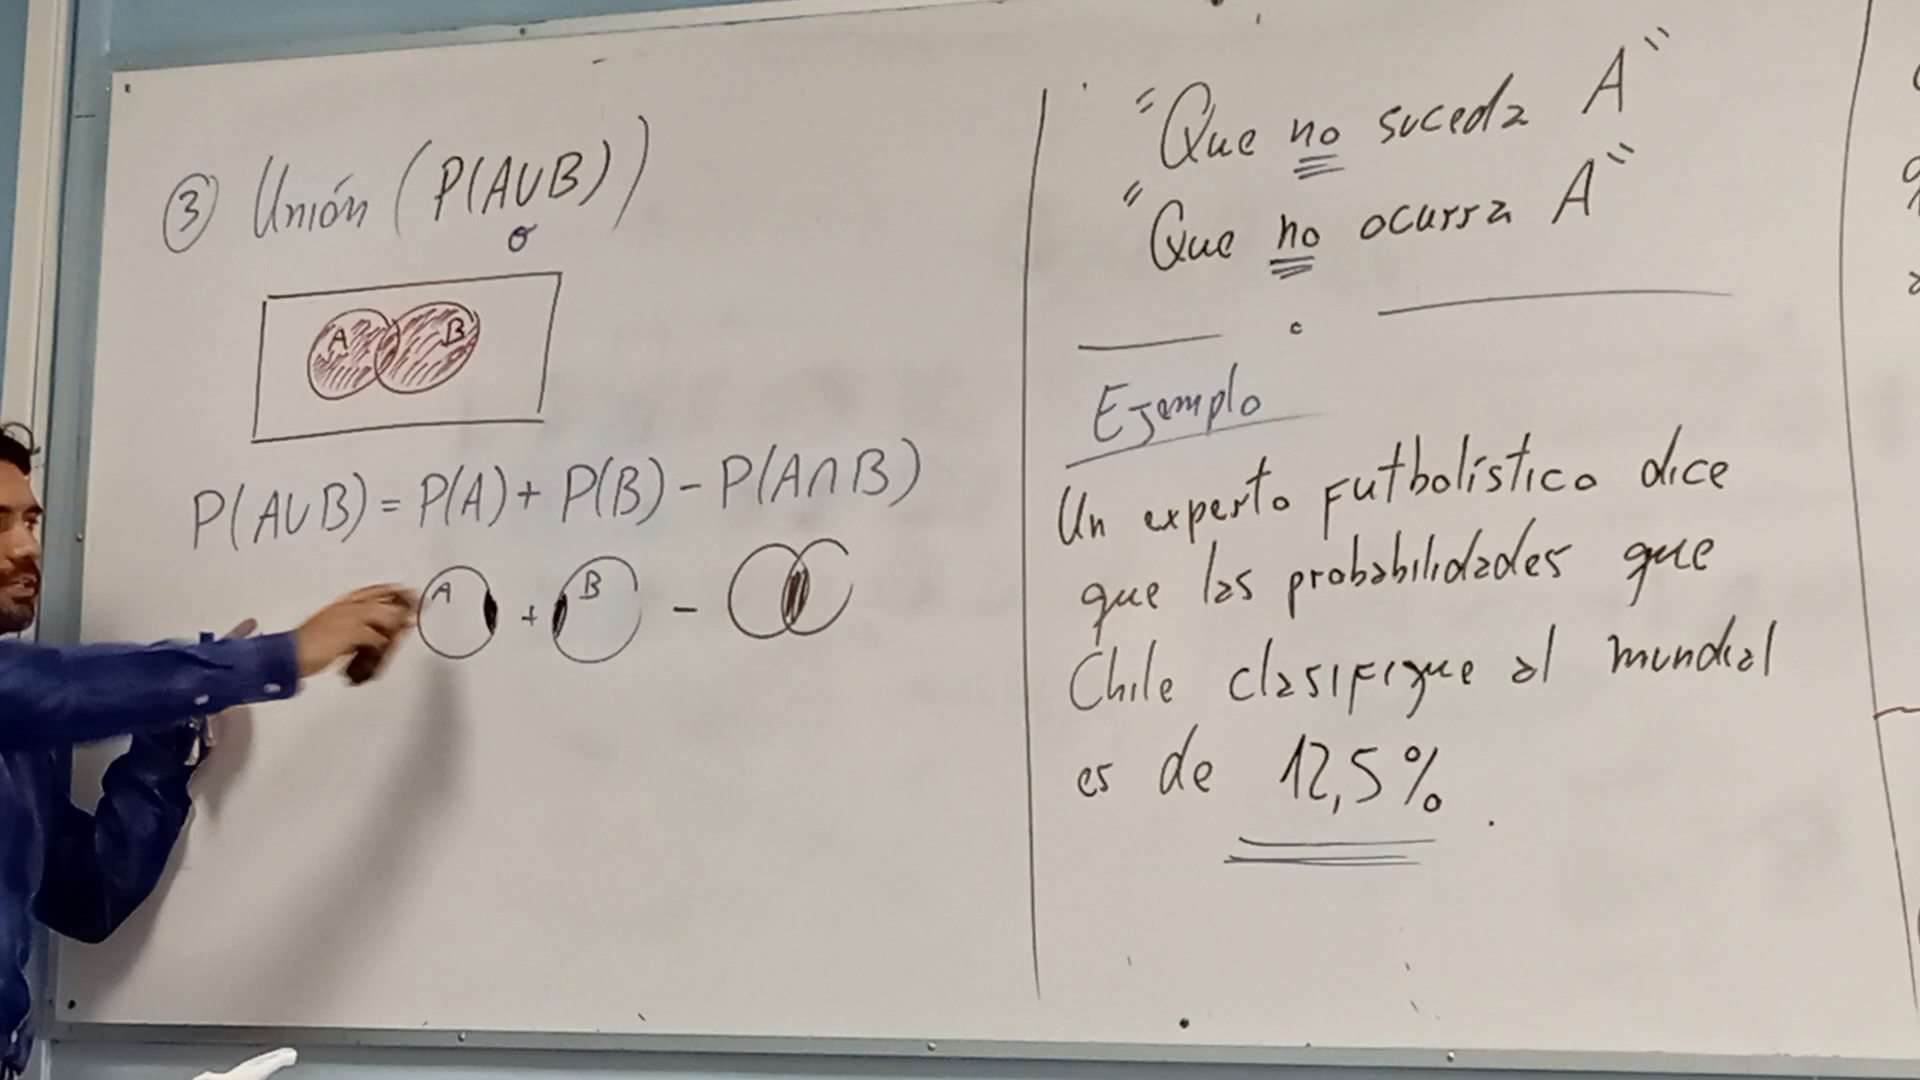 ③ Unión (P(A∪B))
o
A B
P(A∪B) = P(A) + P(B) - P(A∩B)
A + B -
"Que no suceda A"
"Que no ocurra A"
Ejemplo
Un experto futbolístico dice
que las probabilidades que
Chile clasifique al mundial
es de 12,5%.